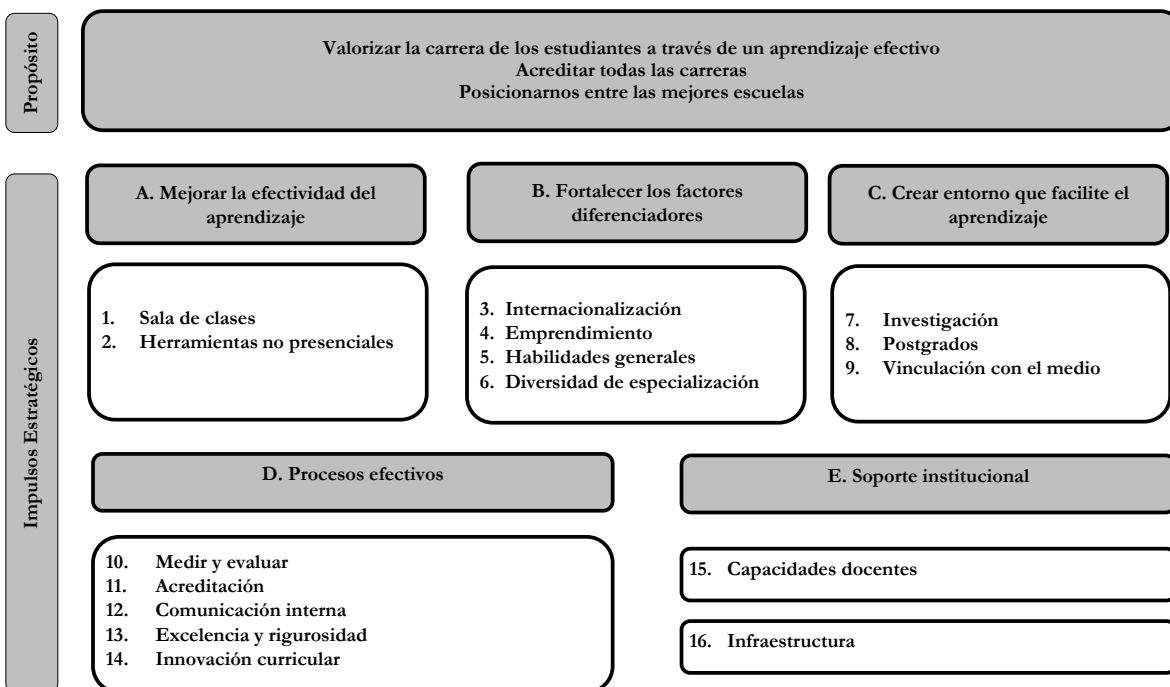 Propósito
Valorizar la carrera de los estudiantes a través de un aprendizaje efectivo
Acreditar todas las carreras
Posicionarnos entre las mejores escuelas
Impulsos Estratégicos
A. Mejorar la efectividad del
aprendizaje
1. Sala de clases
2. Herramientas no presenciales
B. Fortalecer los factores
diferenciadores
3. Internacionalización
4. Emprendimiento
5. Habilidades generales
6. Diversidad de especialización
C. Crear entorno que facilite el
aprendizaje
7. Investigación
8. Postgrados
9. Vinculación con el medio
D. Procesos efectivos
10. Medir y evaluar
11. Acreditación
12. Comunicación interna
13. Excelencia y rigurosidad
14. Innovación curricular
E. Soporte institucional
15. Capacidades docentes
16. Infraestructura